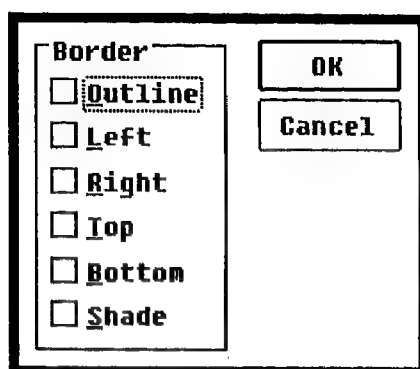 Border
Outline
Left
Right
Top
Bottom
Shade
OK
Cancel